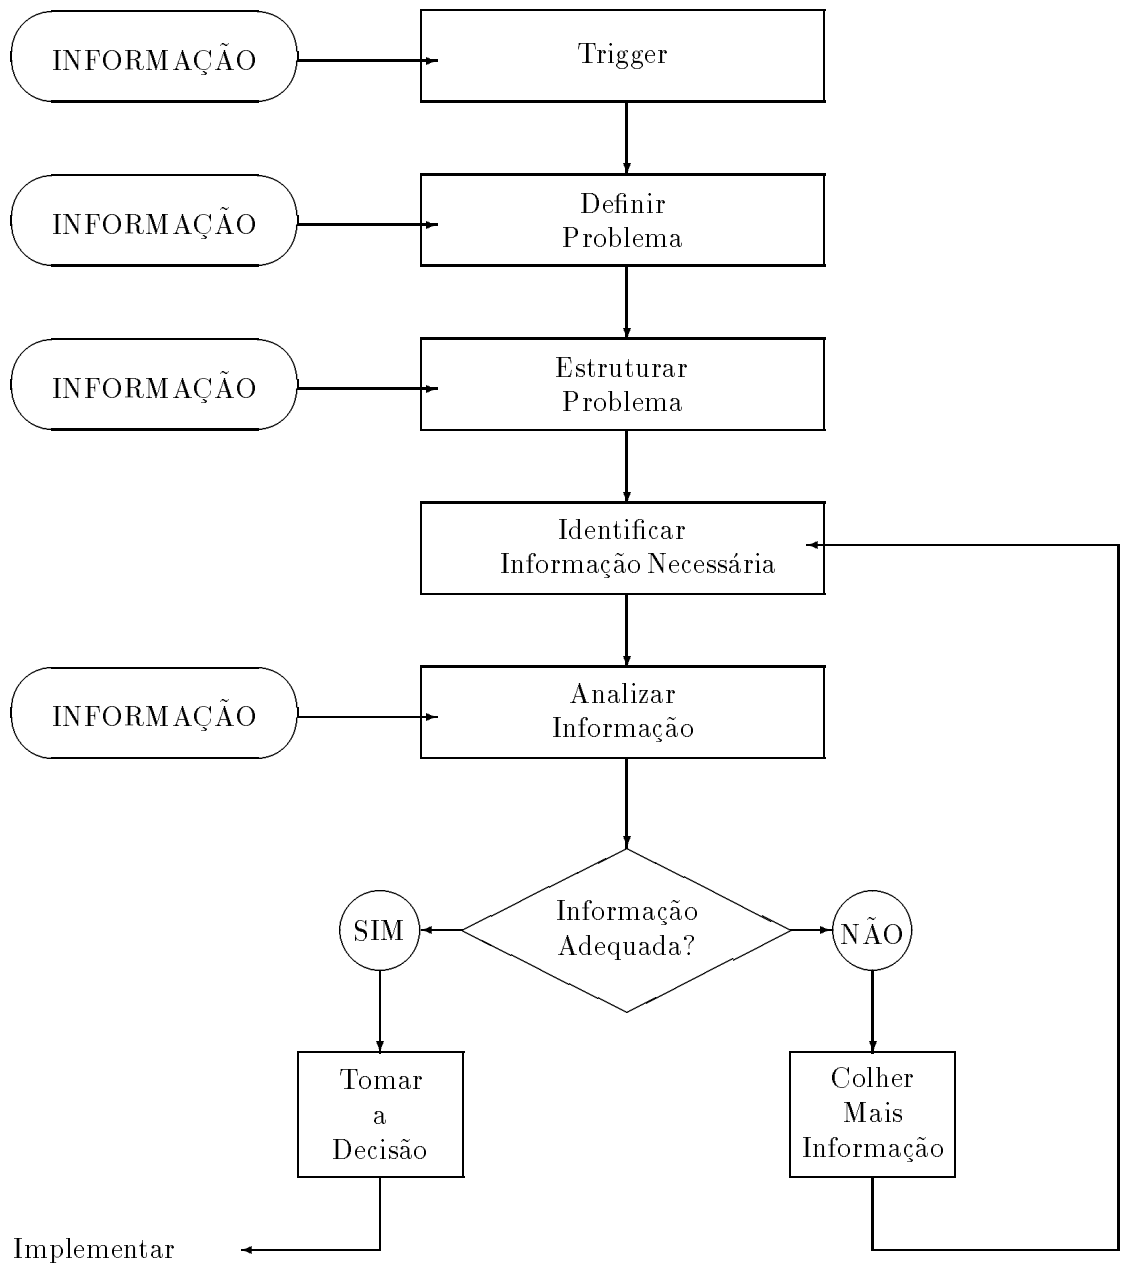 INFORMAÇÃO
Trigger
INFORMAÇÃO
Definir
Problema
INFORMAÇÃO
Estruturar
Problema
Identificar
Informação Necessária
INFORMAÇÃO
Analizar
Informação
Informação
Adequada?
SIM
NÃO
Tomar
a
Decisão
Colher
Mais
Informação
Implementar